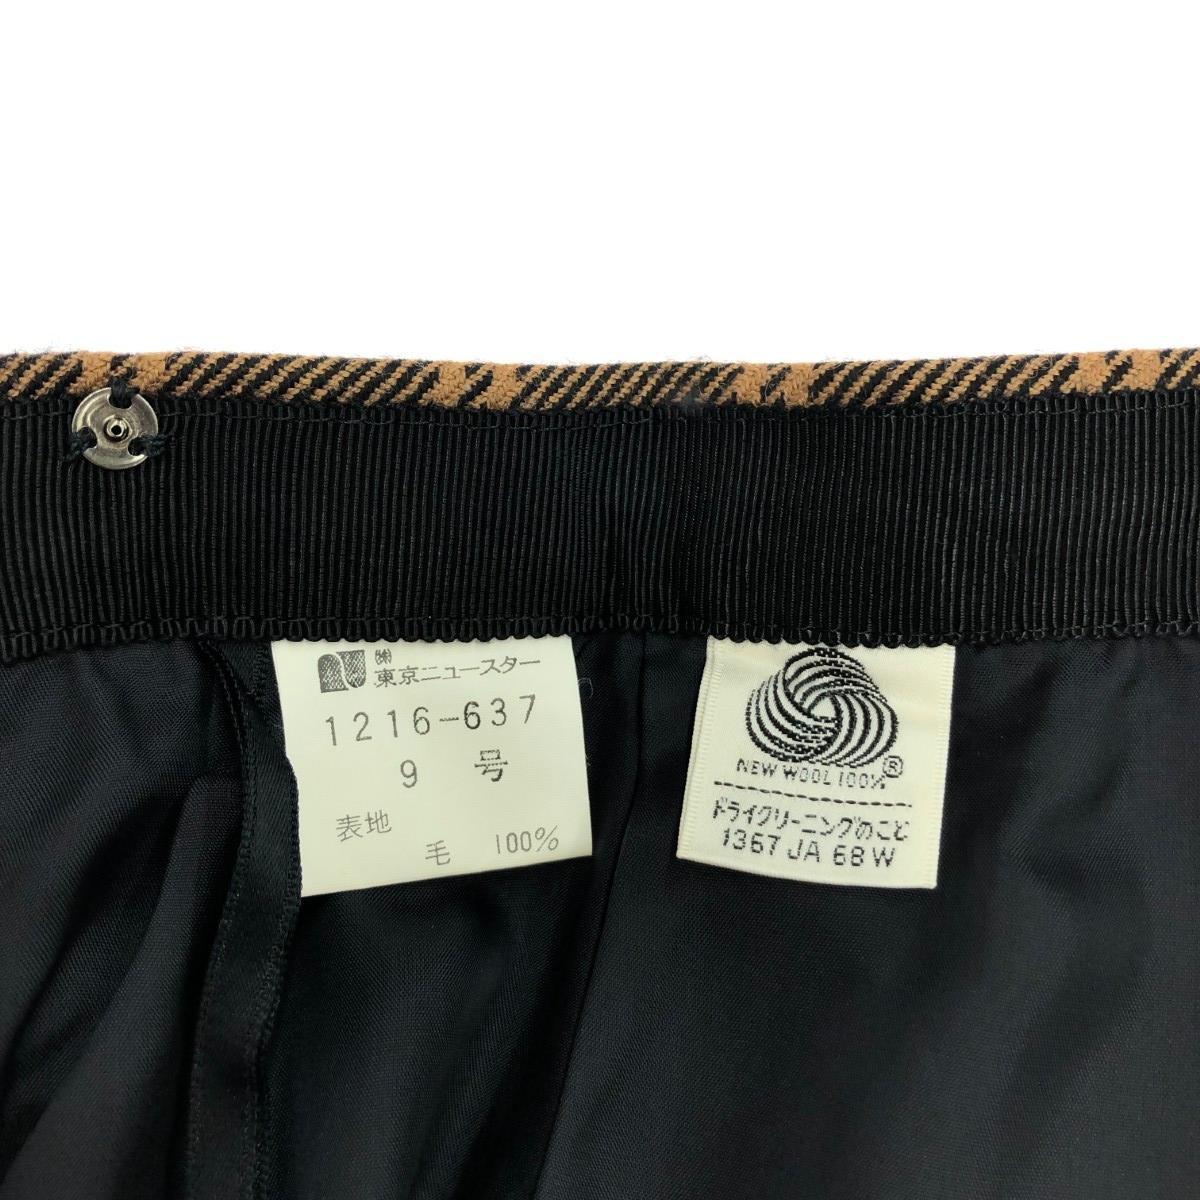 ㈱
東京ニュースター
1216-637
9 号
表地
毛 100%
NEW WOOL 100% ®
ドライクリーニングのこと
1367 JA 68 W